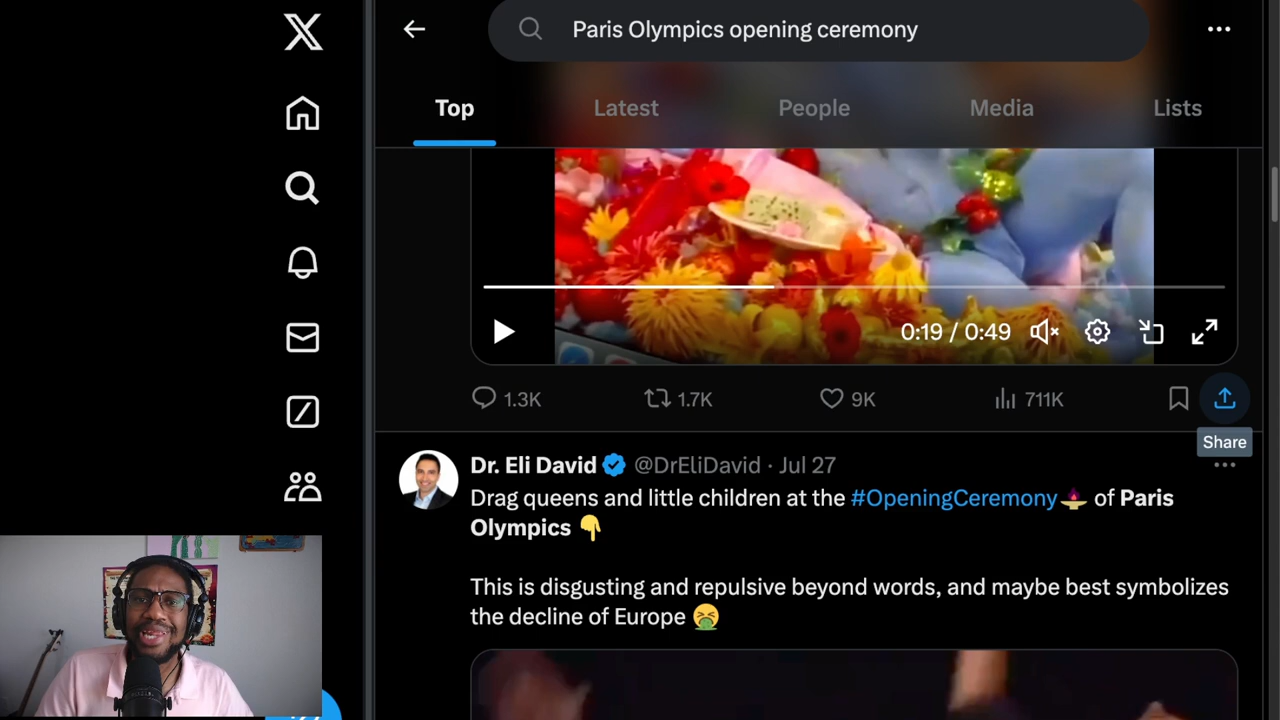 Paris Olympics opening ceremony
Top Latest People Media Lists
0:19 / 0:49
1.3K 1.7K 9K 711K
Share
Dr. Eli David @DrEliDavid · Jul 27
Drag queens and little children at the #OpeningCeremony of Paris
Olympics 👇
This is disgusting and repulsive beyond words, and maybe best symbolizes
the decline of Europe 🤮